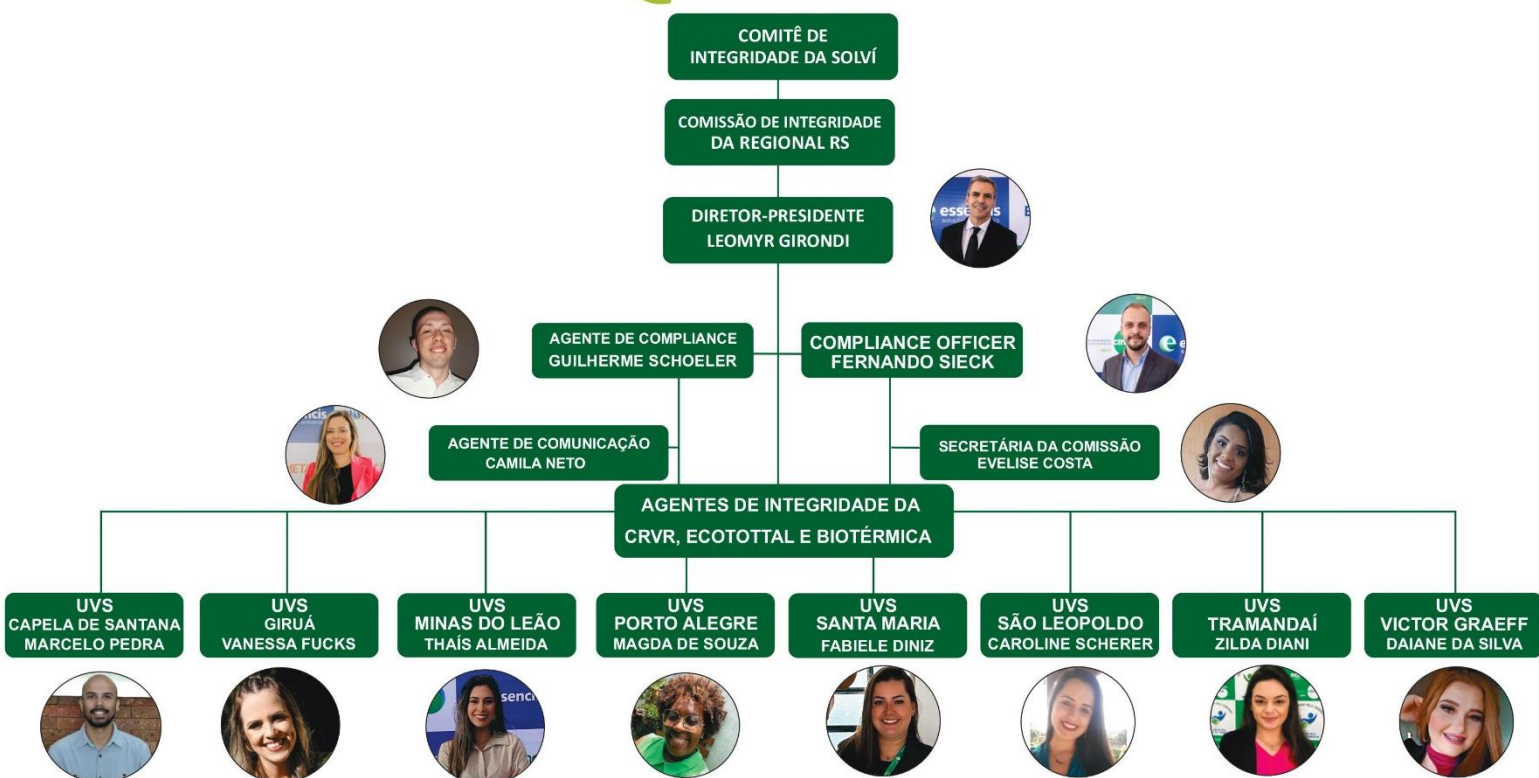 COMITÊ DE
INTEGRIDADE DA SOLVÍ
COMISSÃO DE INTEGRIDADE
DA REGIONAL RS
DIRETOR-PRESIDENTE
LEOMYR GIRONDI
essencis
AGENTE DE COMPLIANCE
GUILHERME SCHOELER
COMPLIANCE OFFICER
FERNANDO SIECK
AGENTE DE COMUNICAÇÃO
CAMILA NETO
SECRETÁRIA DA COMISSÃO
EVELISE COSTA
AGENTES DE INTEGRIDADE DA
CRVR, ECOTOTTAL E BIOTÉRMICA
UVS
CAPELA DE SANTANA
MARCELO PEDRA
UVS
GIRUÁ
VANESSA FUCKS
UVS
MINAS DO LEÃO
THAÍS ALMEIDA
UVS
PORTO ALEGRE
MAGDA DE SOUZA
UVS
SANTA MARIA
FABIELE DINIZ
UVS
SÃO LEOPOLDO
CAROLINE SCHERER
UVS
TRAMANDAÍ
ZILDA DIANI
UVS
VICTOR GRAEFF
DAIANE DA SILVA